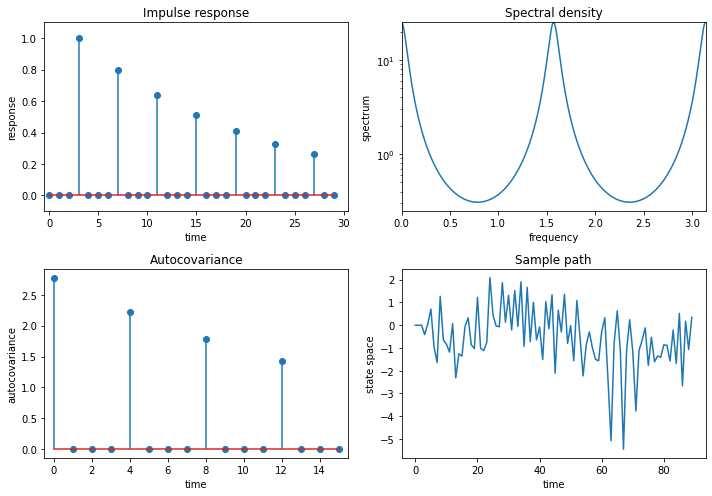 Impulse response
response
1.0
0.8
0.6
0.4
0.2
0.0
0 5 10 15 20 25 30
time
Spectral density
spectrum
10¹
10⁰
0.0 0.5 1.0 1.5 2.0 2.5 3.0
frequency
Autocovariance
autocovariance
2.5
2.0
1.5
1.0
0.5
0.0
0 2 4 6 8 10 12 14
time
Sample path
state space
2
1
0
−1
−2
−3
−4
−5
0 20 40 60 80
time